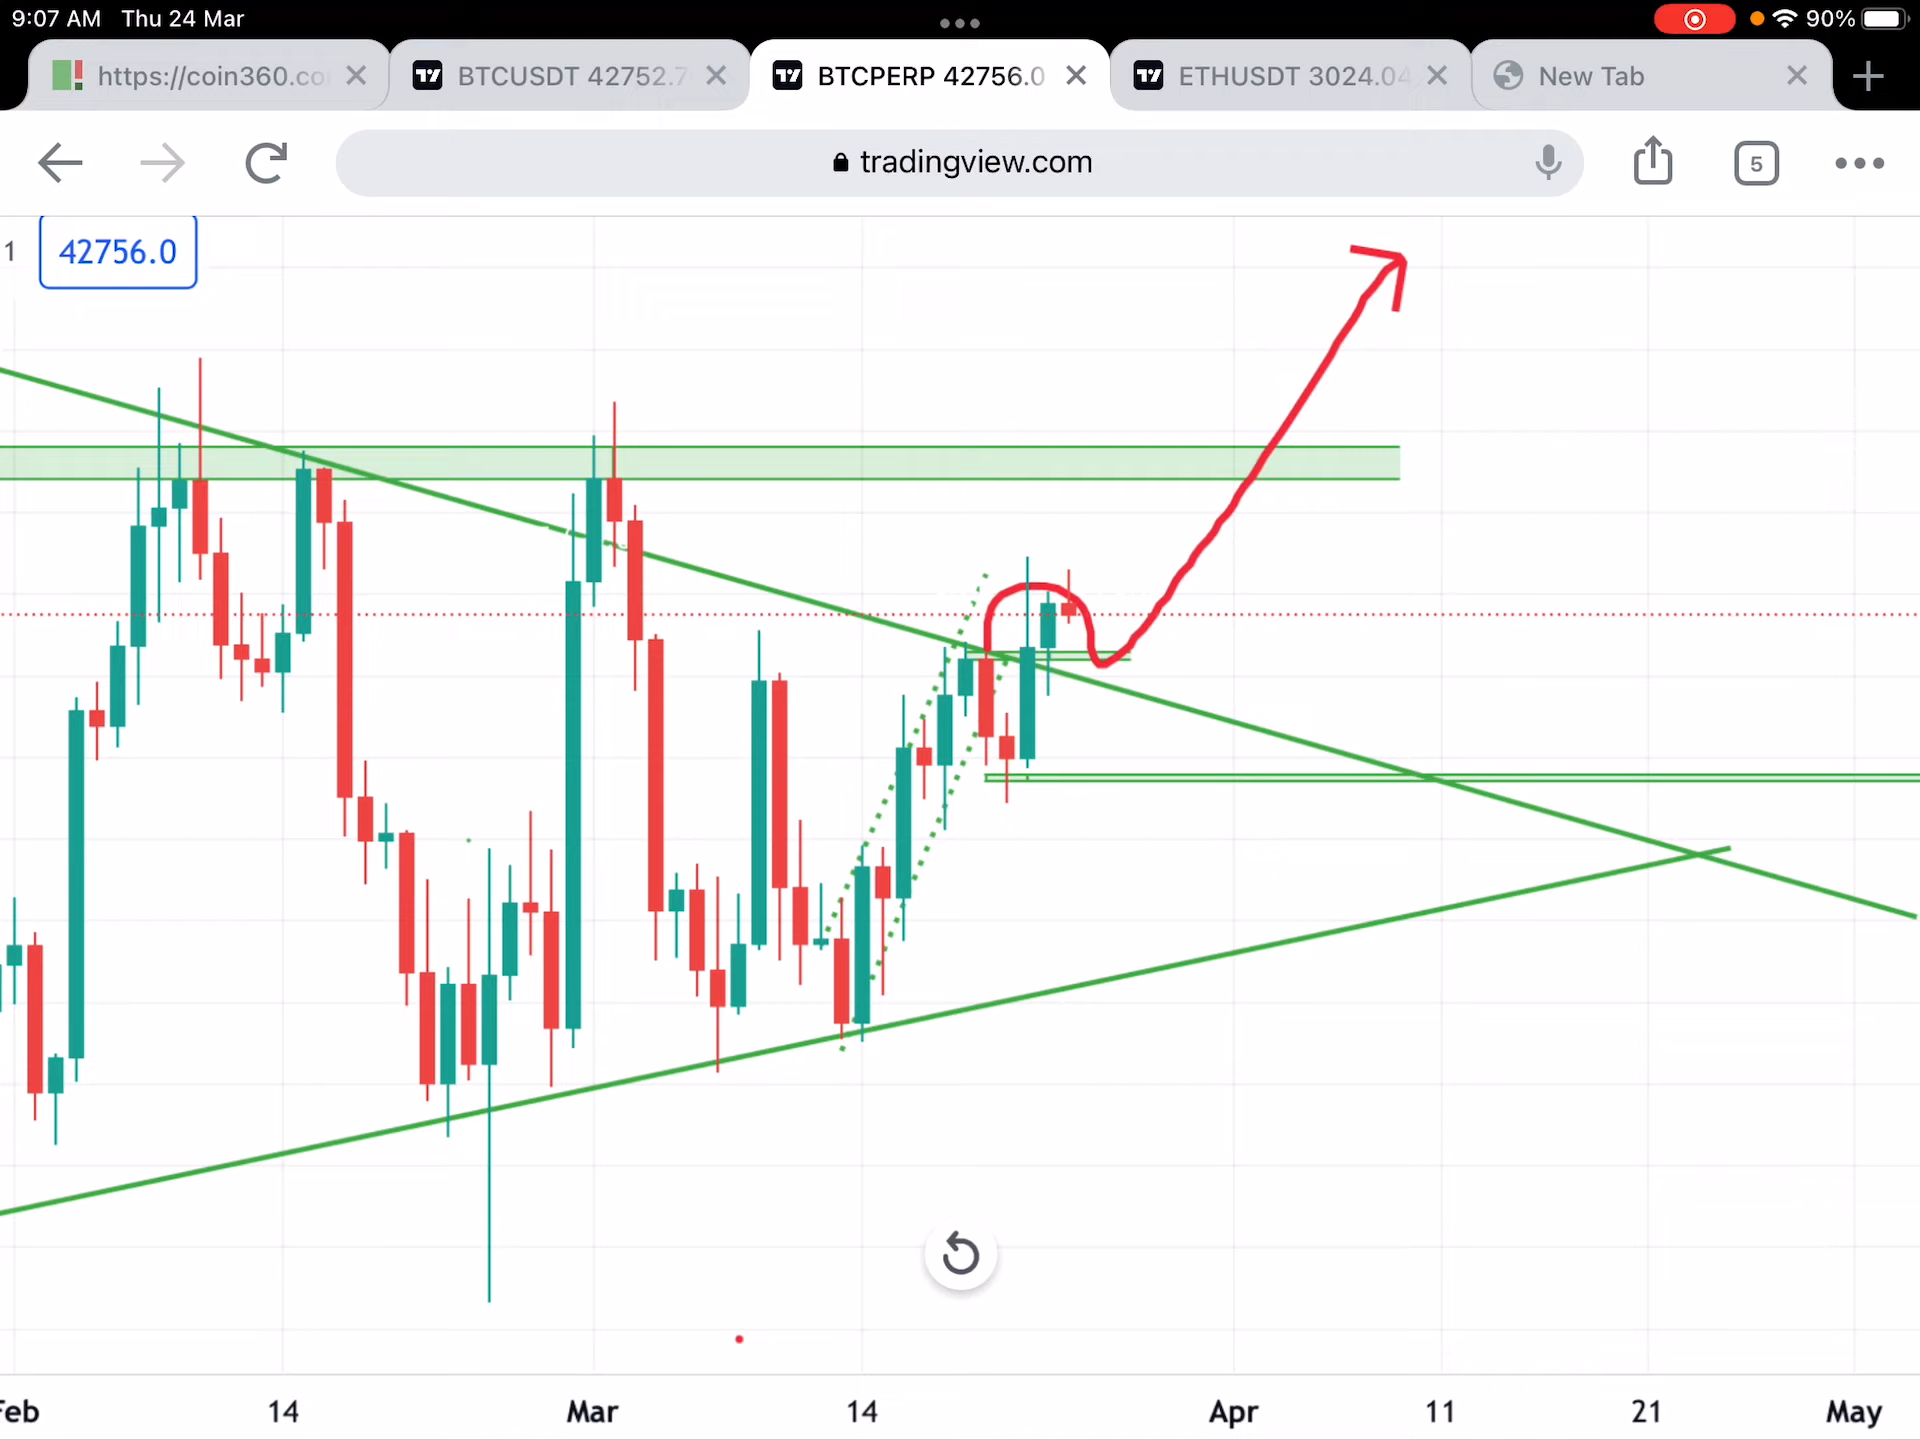 9:07 AM Thu 24 Mar
90%
https://coin360.co
BTCUSDT 42752.7
BTCPERP 42756.0
ETHUSDT 3024.04
New Tab
tradingview.com
5
1
42756.0
Feb 14 Mar 14 Apr 11 21 May